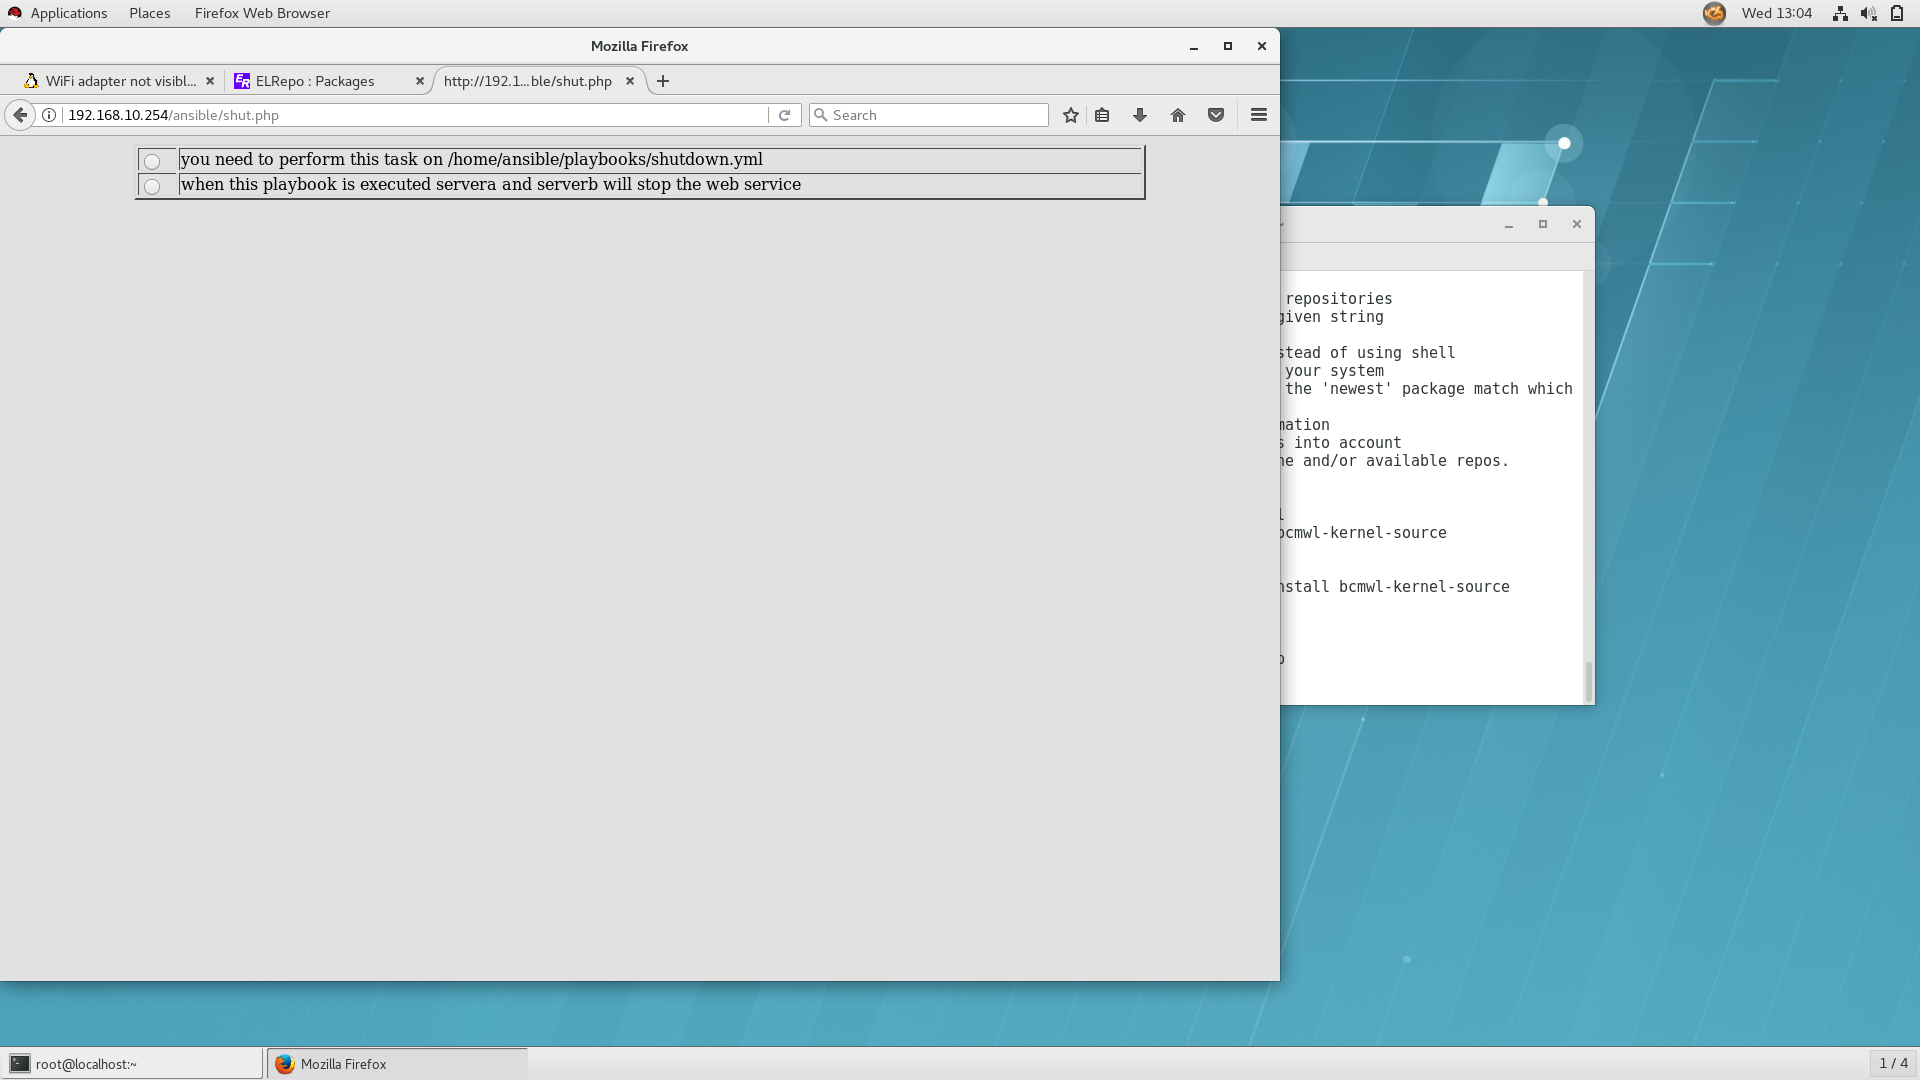 Applications Places Firefox Web Browser Wed 13:04
Mozilla Firefox
WiFi adapter not visibl... ELRepo : Packages http://192.1...ble/shut.php
192.168.10.254/ansible/shut.php Search
you need to perform this task on /home/ansible/playbooks/shutdown.yml
when this playbook is executed servera and serverb will stop the web service
repositories
given string
stead of using shell
your system
the 'newest' package match which
mation
s into account
ne and/or available repos.
l
bcmwl-kernel-source
nstall bcmwl-kernel-source
root@localhost:~ Mozilla Firefox 1 / 4